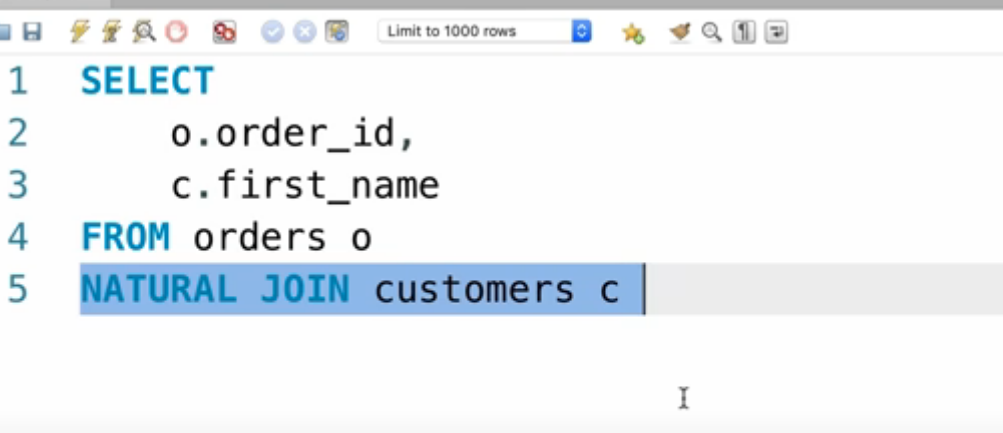 Limit to 1000 rows
1 SELECT
2 o.order_id,
3 c.first_name
4 FROM orders o
5 NATURAL JOIN customers c